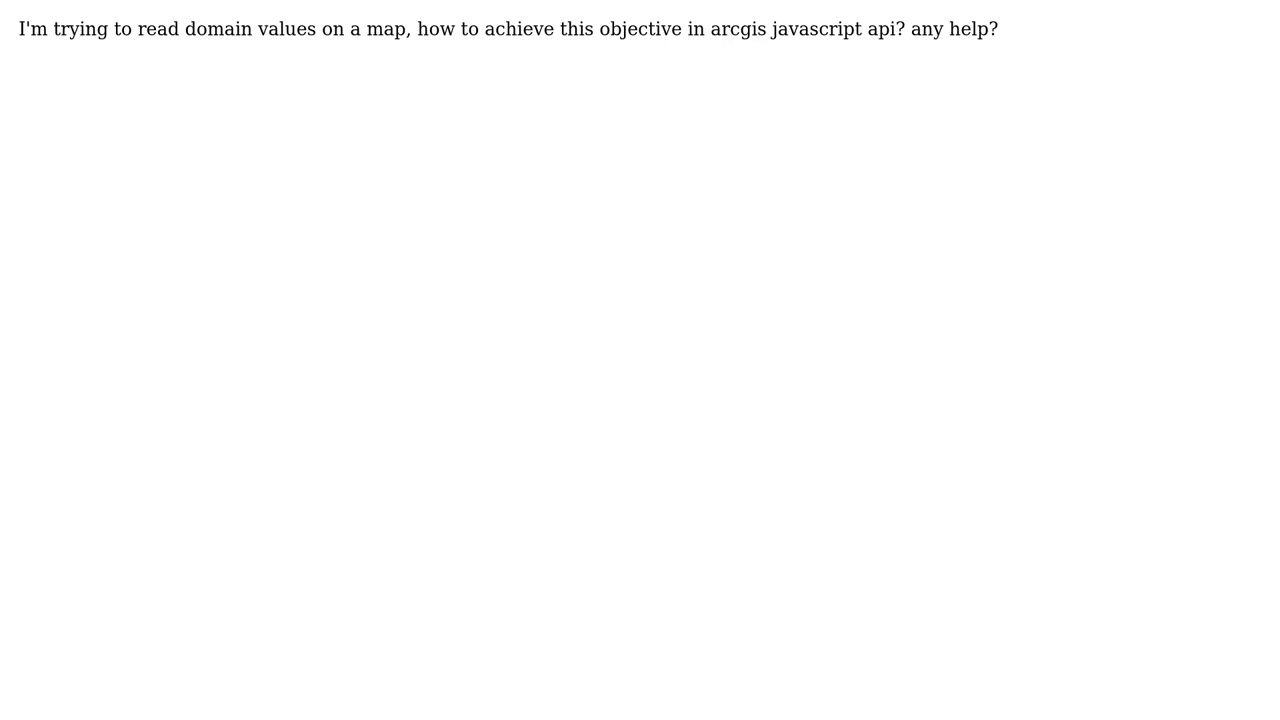 I'm trying to read domain values on a map, how to achieve this objective in arcgis javascript api? any help?